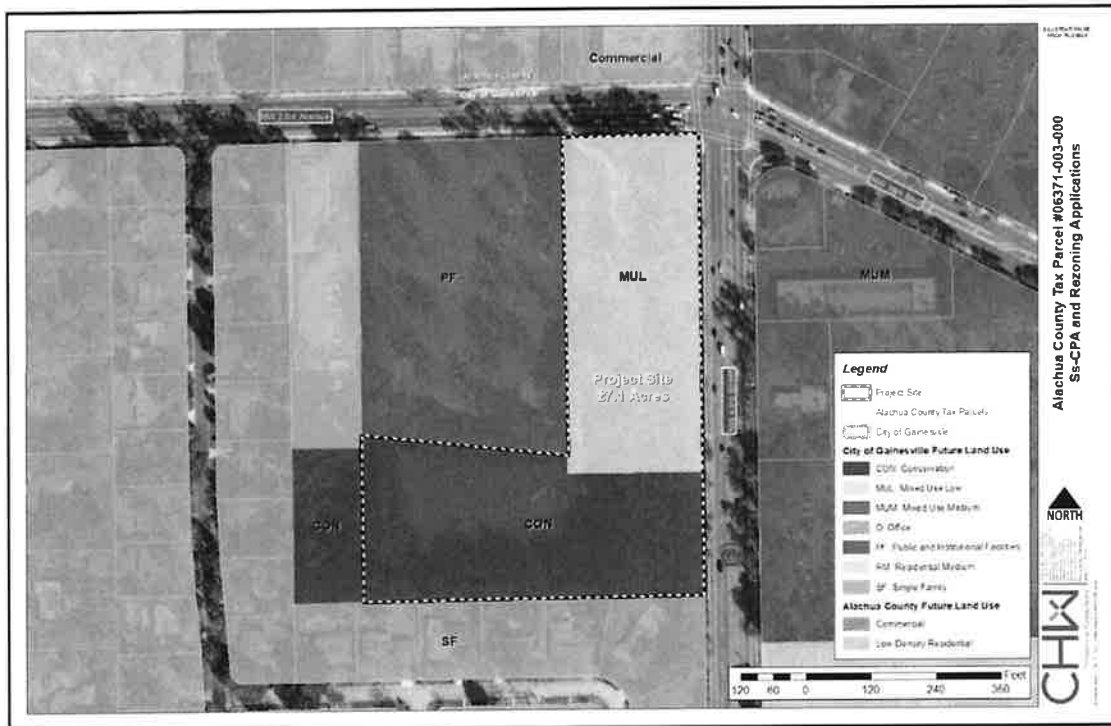 Commercial
PF
MUL
MUM
Project Site
±7.1 Acres
CON
CON
SF
Legend
Project Site
Alachua County Tax Parcels
City of Gainesville
City of Gainesville Future Land Use
CON: Conservation
MUL: Mixed Use Low
MUM: Mixed Use Medium
O: Office
PF: Public and Institutional Facilities
RM: Residential Medium
SF: Single Family
Alachua County Future Land Use
Commercial
Low Density Residential
Feet
120 60 0 120 240 360
Alachua County Tax Parcel #06371-003-000
Ss-CPA and Rezoning Applications
NORTH
CHW